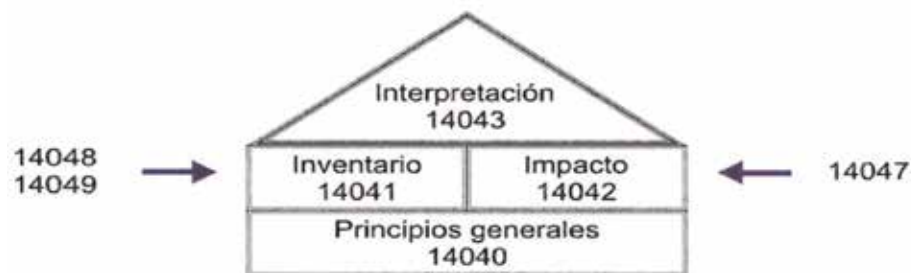 Interpretación
14043
14048
14049
Inventario
14041
Impacto
14042
14047
Principios generales
14040